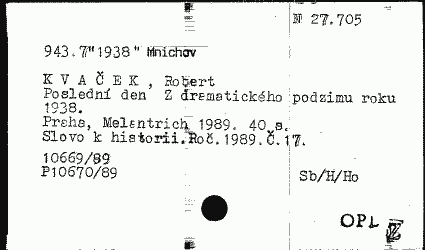 N 27.705
943.7"1938" Mnichov
K V A Č E K , Robert
Poslední den Z dramatického podzimu roku
1938.
Praha, Melantrich 1989. 40 s.
Slovo k historii.Roč.1989.Č.17.
10669/89
P10670/89
Sb/H/Ho
OPL